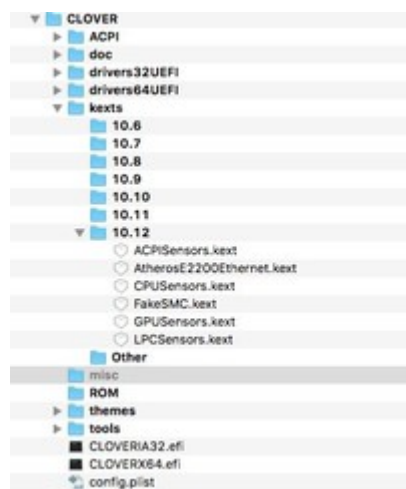 CLOVER
ACPI
doc
drivers32UEFI
drivers64UEFI
kexts
10.6
10.7
10.8
10.9
10.10
10.11
10.12
ACPISensors.kext
AtherosE2200Ethernet.kext
CPUSensors.kext
FakeSMC.kext
GPUSensors.kext
LPCSensors.kext
Other
misc
ROM
themes
tools
CLOVERIA32.efi
CLOVERX64.efi
config.plist